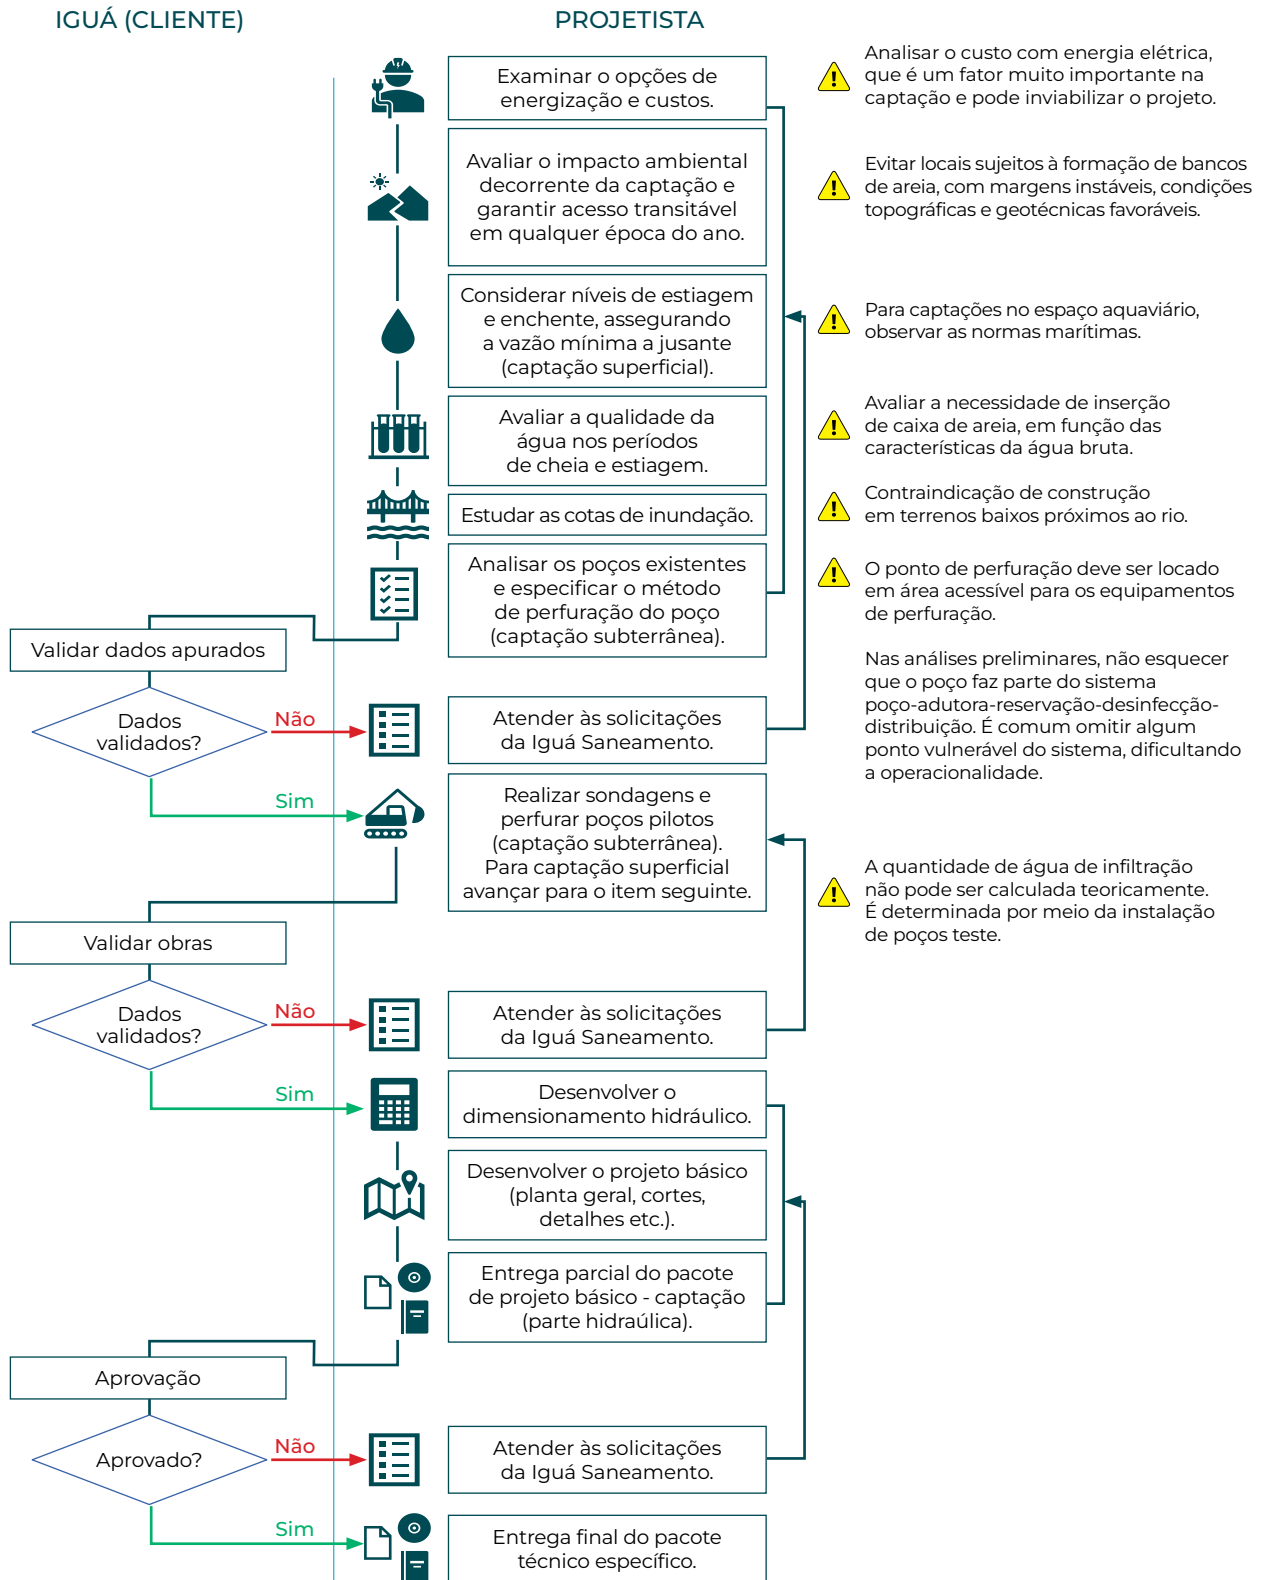 IGUÁ (CLIENTE)
PROJETISTA
Examinar o opções de
energização e custos.
Analisar o custo com energia elétrica,
que é um fator muito importante na
captação e pode inviabilizar o projeto.
Avaliar o impacto ambiental
decorrente da captação e
garantir acesso transitável
em qualquer época do ano.
Evitar locais sujeitos à formação de bancos
de areia, com margens instáveis, condições
topográficas e geotécnicas favoráveis.
Considerar níveis de estiagem
e enchente, assegurando
a vazão mínima a jusante
(captação superficial).
Para captações no espaço aquaviário,
observar as normas marítimas.
Avaliar a qualidade da
água nos períodos
de cheia e estiagem.
Avaliar a necessidade de inserção
de caixa de areia, em função das
características da água bruta.
Estudar as cotas de inundação.
Contraindicação de construção
em terrenos baixos próximos ao rio.
Analisar os poços existentes
e especificar o método
de perfuração do poço
(captação subterrânea).
O ponto de perfuração deve ser locado
em área acessível para os equipamentos
de perfuração.
Validar dados apurados
Nas análises preliminares, não esquecer
que o poço faz parte do sistema
poço-adutora-reservação-desinfecção-
distribuição. É comum omitir algum
ponto vulnerável do sistema, dificultando
a operacionalidade.
Dados
validados?
Não
Atender às solicitações
da Iguá Saneamento.
Sim
Realizar sondagens e
perfurar poços pilotos
(captação subterrânea).
Para captação superficial
avançar para o item seguinte.
A quantidade de água de infiltração
não pode ser calculada teoricamente.
É determinada por meio da instalação
de poços teste.
Validar obras
Dados
validados?
Não
Atender às solicitações
da Iguá Saneamento.
Sim
Desenvolver o
dimensionamento hidráulico.
Desenvolver o projeto básico
(planta geral, cortes,
detalhes etc.).
Entrega parcial do pacote
de projeto básico - captação
(parte hidraúlica).
Aprovação
Aprovado?
Não
Atender às solicitações
da Iguá Saneamento.
Sim
Entrega final do pacote
técnico específico.